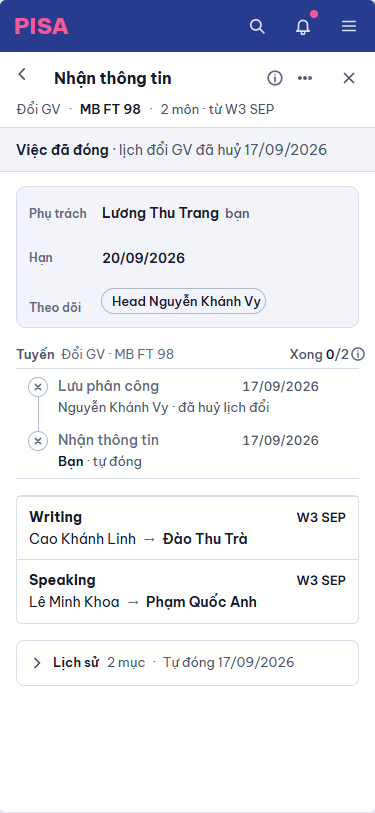 PISA
Nhận thông tin
Đổi GV · MB FT 98 · 2 môn · từ W3 SEP
Việc đã đóng · lịch đổi GV đã huỷ 17/09/2026
Phụ trách Lương Thu Trang bạn
Hạn 20/09/2026
Theo dõi Head Nguyễn Khánh Vy
Tuyến Đổi GV · MB FT 98 Xong 0/2
Lưu phân công 17/09/2026
Nguyễn Khánh Vy · đã huỷ lịch đổi
Nhận thông tin 17/09/2026
Bạn · tự đóng
Writing W3 SEP
Cao Khánh Linh → Đào Thu Trà
Speaking W3 SEP
Lê Minh Khoa → Phạm Quốc Anh
Lịch sử 2 mục · Tự đóng 17/09/2026